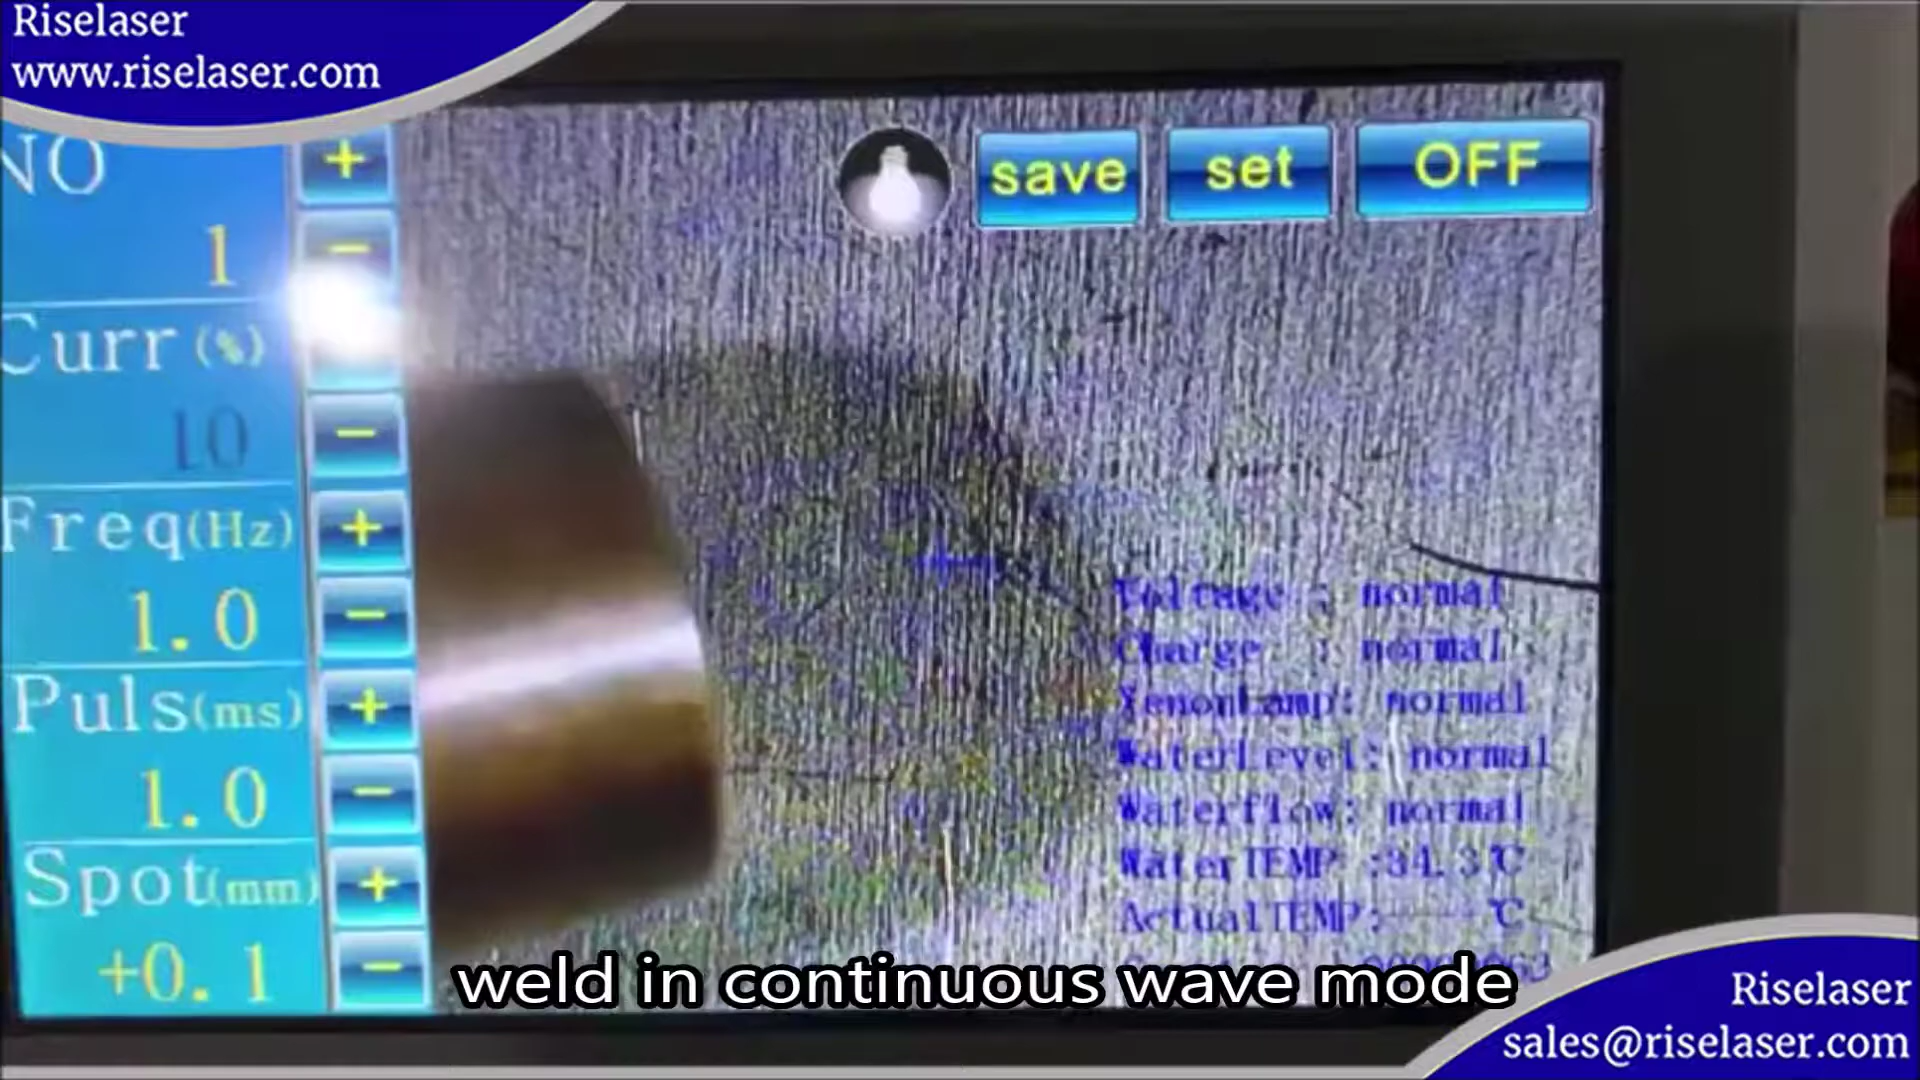 Riselaser
www.riselaser.com
NO
+
1
−
save
set
OFF
Curr(%)
10
−
Freq(Hz)
+
1.0
−
Puls(ms)
+
1.0
−
Spot(mm)
+
+0.1
−
Voltage : normal
Charge : normal
XenonLamp: normal
WaterLevel: normal
Waterflow: normal
WaterTEMP :34.3℃
ActualTEMP:----℃
weld in continuous wave mode
Riselaser
sales@riselaser.com